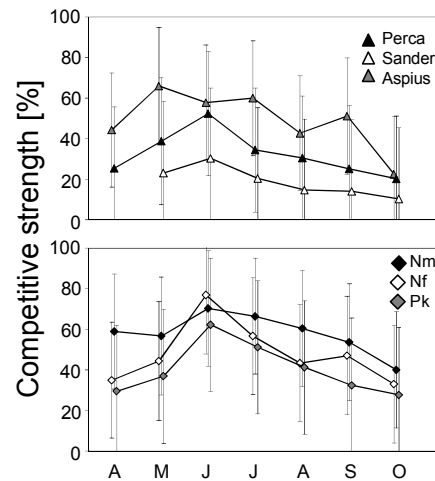 Competitive strength [%]
100
80
60
40
20
0
Perca
Sander
Aspius
100
80
60
40
20
0
Nm
Nf
Pk
A M J J A S O